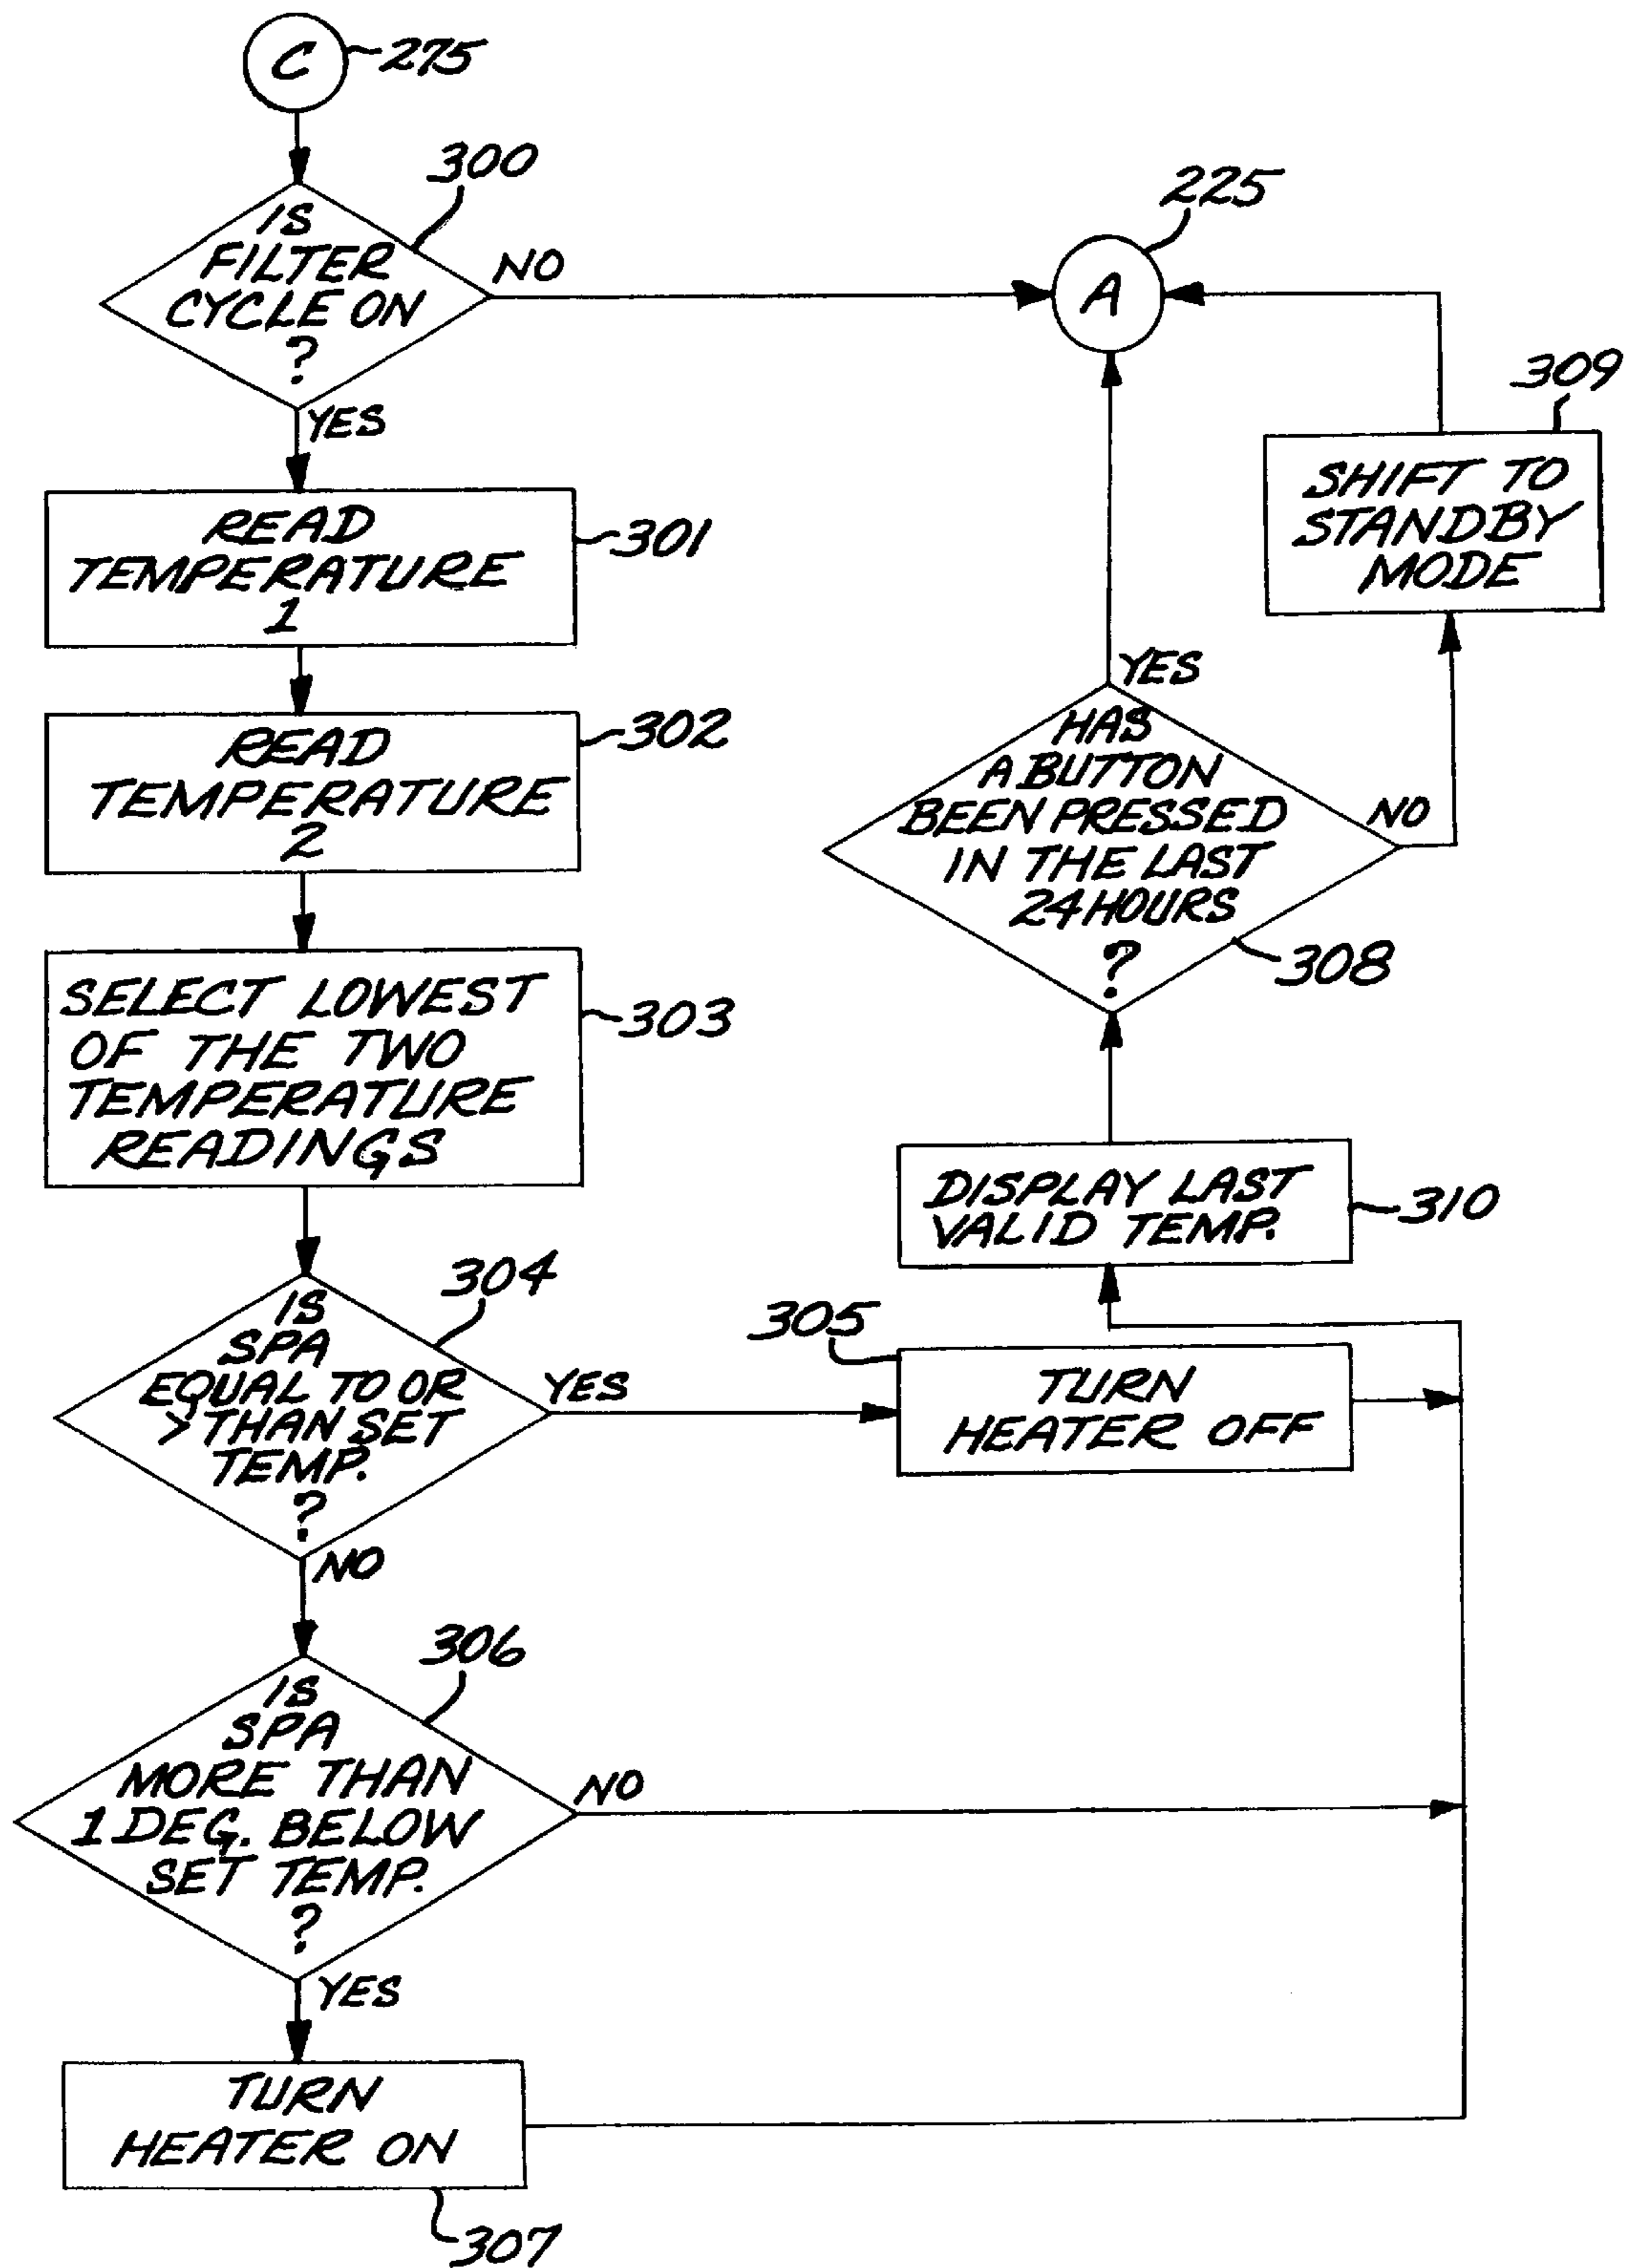 C
275
300
IS
FILTER
CYCLE ON
?
NO
YES
225
A
309
SHIFT TO
STANDBY
MODE
READ
TEMPERATURE
1
301
READ
TEMPERATURE
2
302
YES
HAS
A BUTTON
BEEN PRESSED
IN THE LAST
24 HOURS
?
NO
308
SELECT LOWEST
OF THE TWO
TEMPERATURE
READINGS
303
DISPLAY LAST
VALID TEMP.
310
304
IS
SPA
EQUAL TO OR
> THAN SET
TEMP.
?
YES
NO
305
TURN
HEATER OFF
306
IS
SPA
MORE THAN
1 DEG. BELOW
SET TEMP.
?
NO
YES
TURN
HEATER ON
307